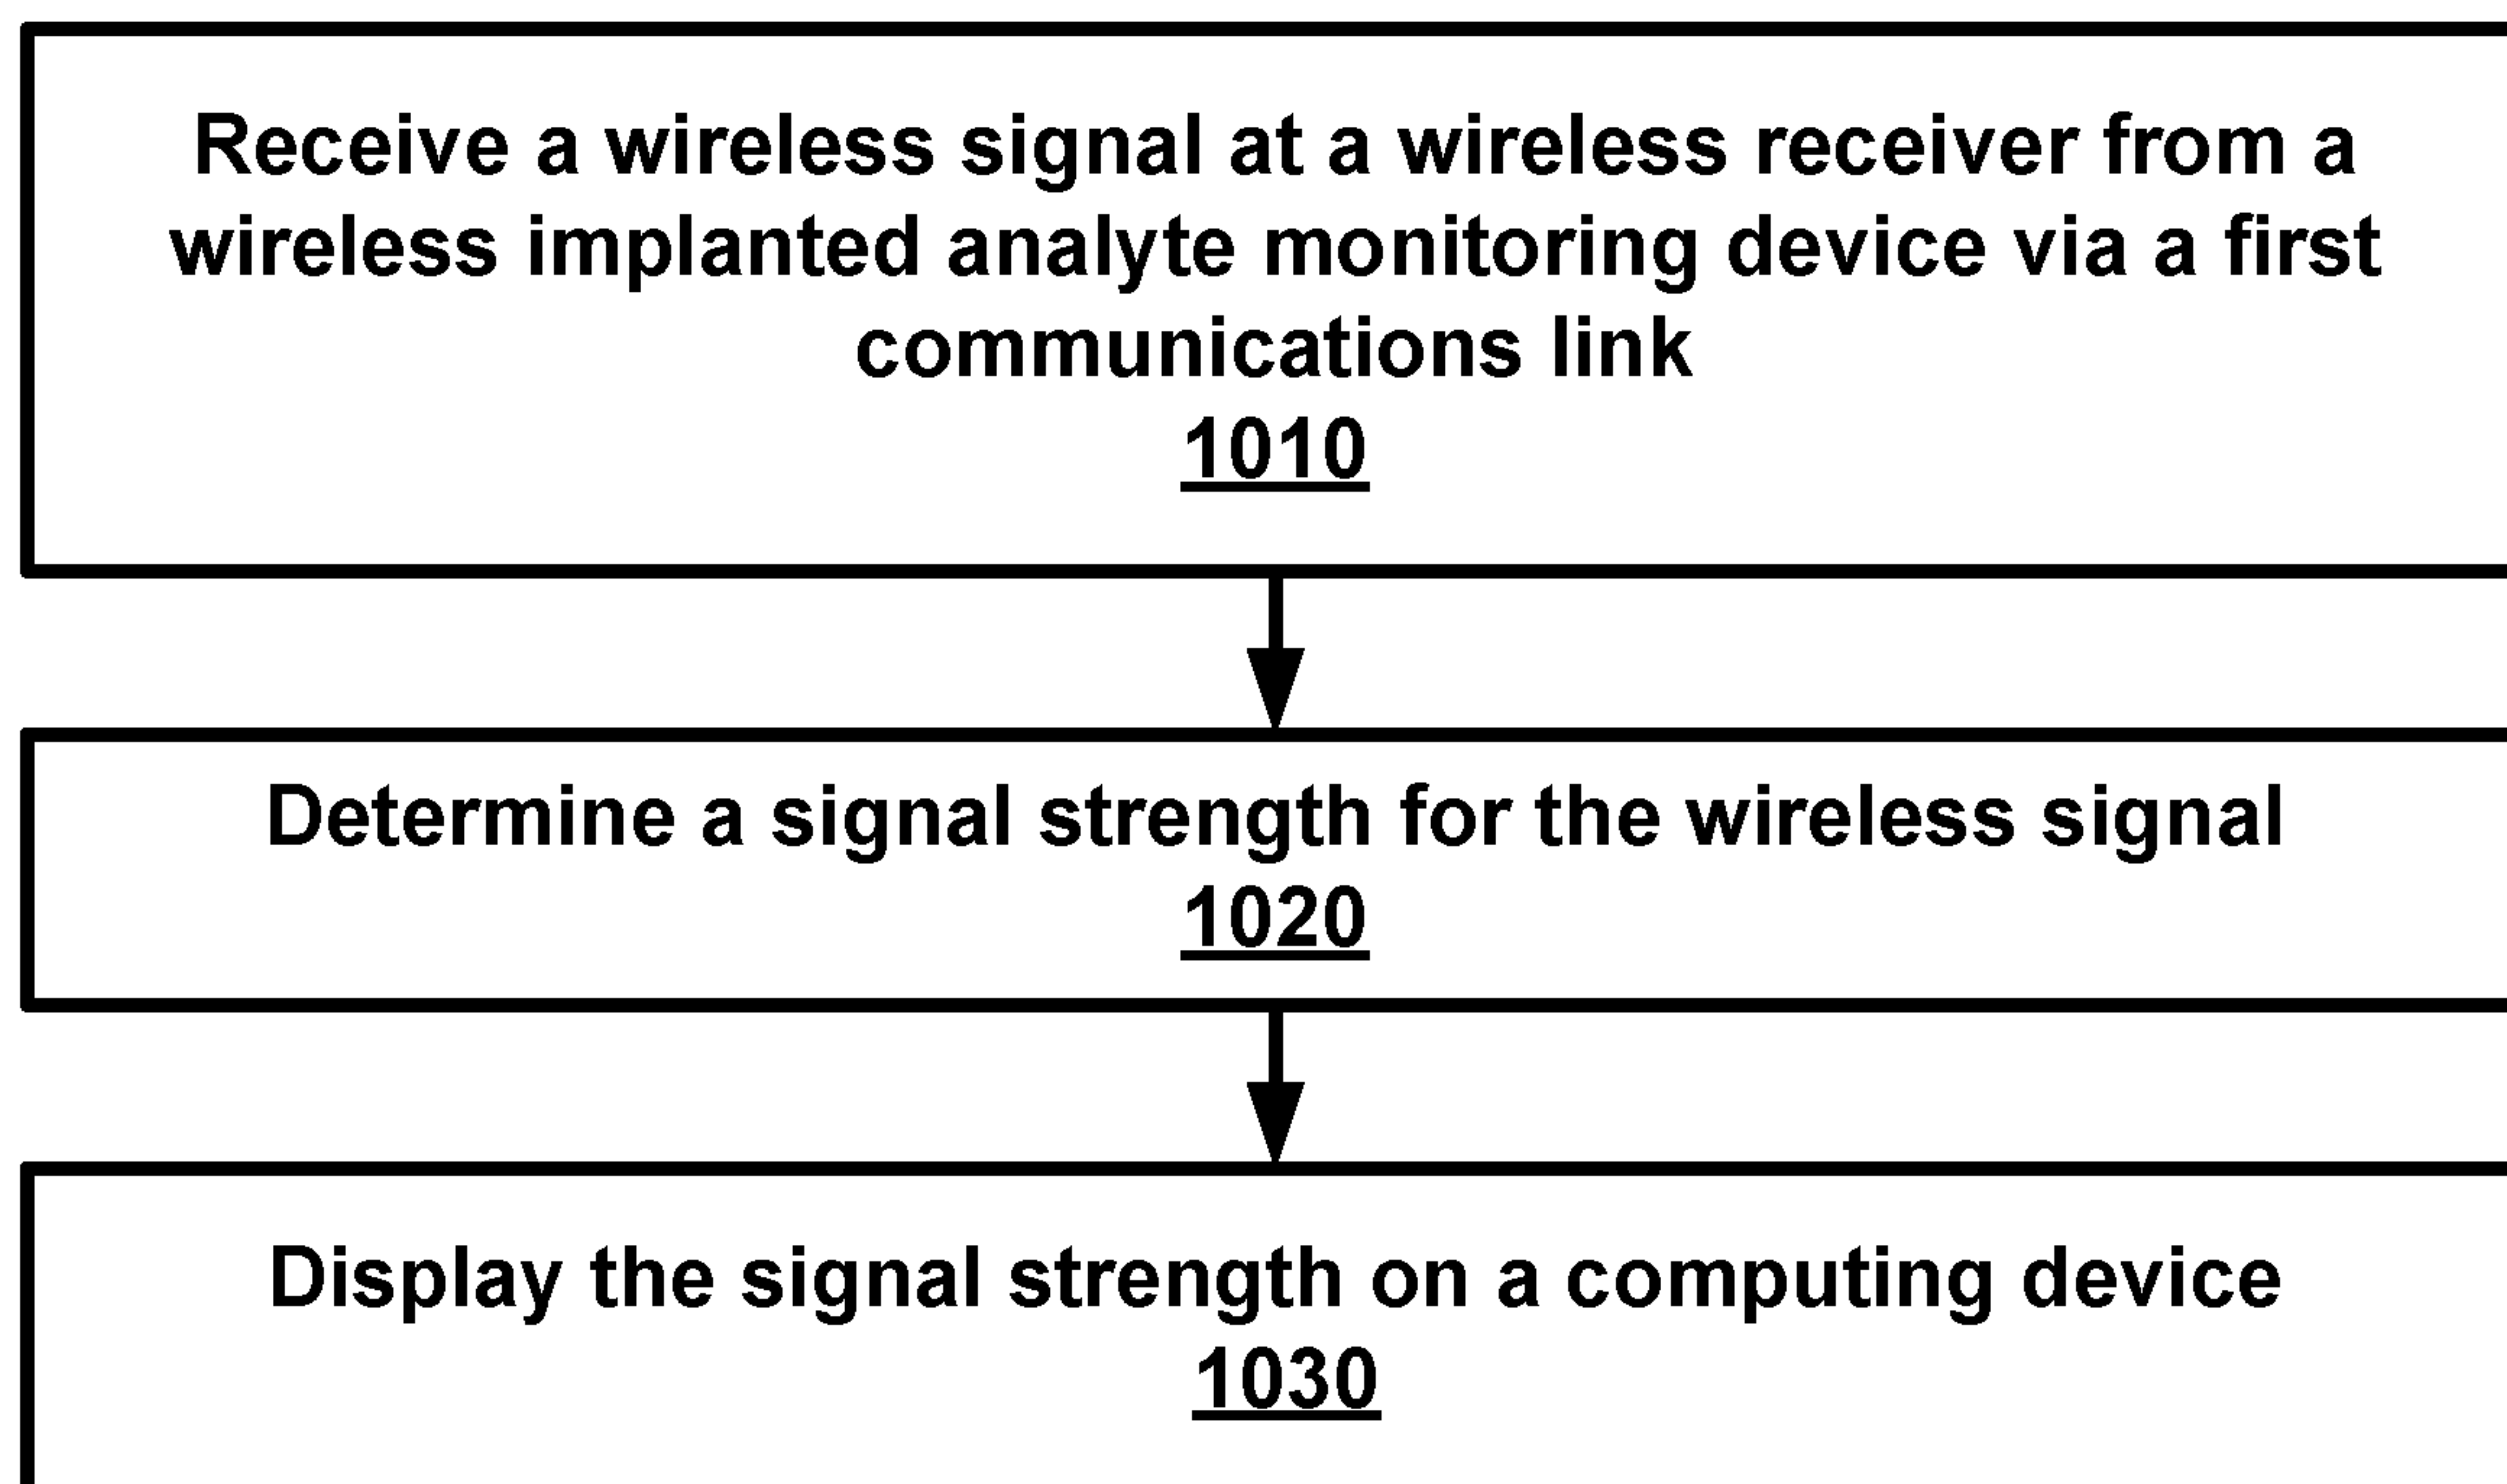 Receive a wireless signal at a wireless receiver from a
wireless implanted analyte monitoring device via a first
communications link
1010
Determine a signal strength for the wireless signal
1020
Display the signal strength on a computing device
1030